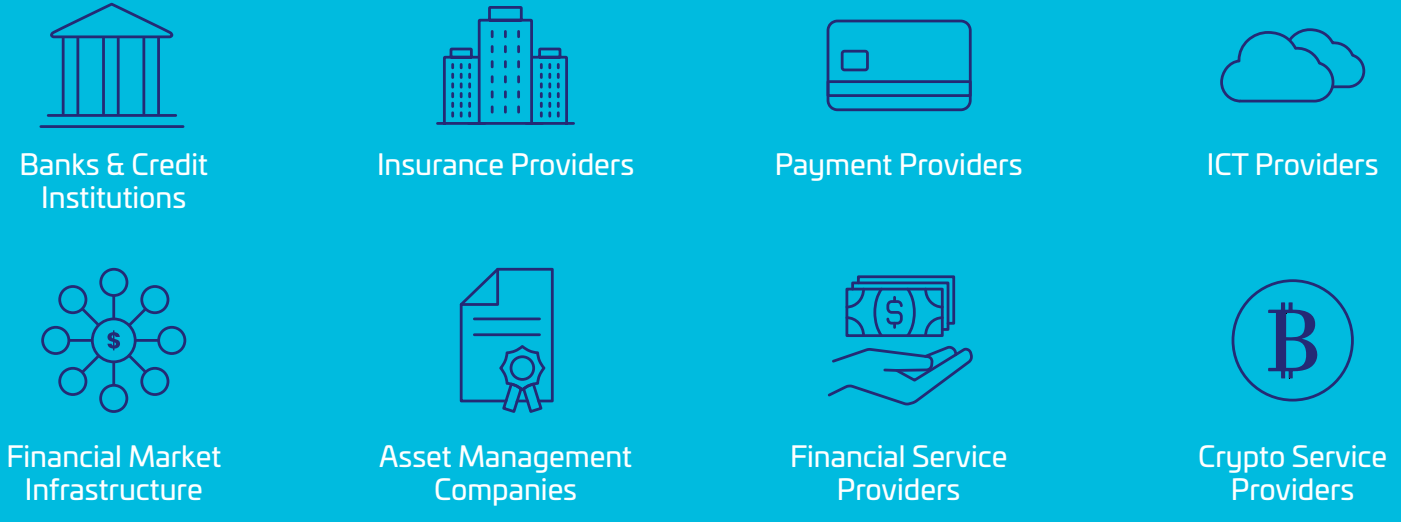 Banks & Credit
Institutions
Insurance Providers
Payment Providers
ICT Providers
$
Financial Market
Infrastructure
Asset Management
Companies
$
Financial Service
Providers
B
Crypto Service
Providers